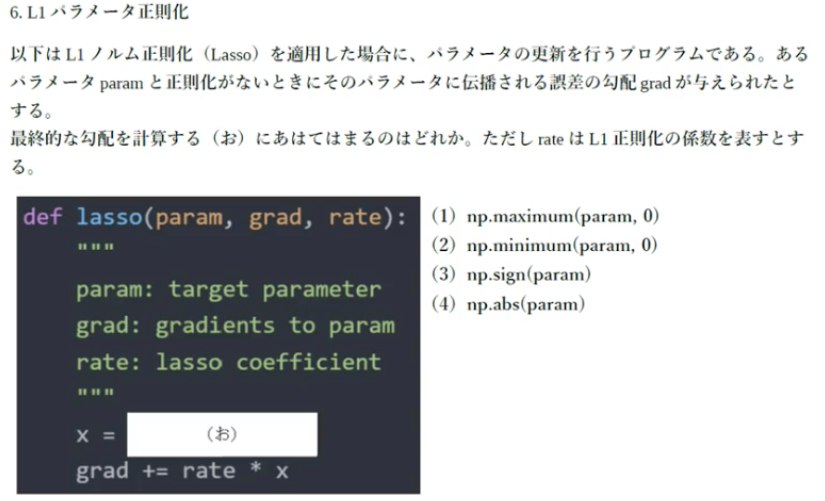 6. L1 パラメータ正則化
以下は L1 ノルム正則化（Lasso）を適用した場合に、パラメータの更新を行うプログラムである。ある
パラメータ param と正則化がないときにそのパラメータに伝播される誤差の勾配 grad が与えられたと
する。
最終的な勾配を計算する（お）にあてはまるのはどれか。ただし rate は L1 正則化の係数を表すとす
る。
def lasso(param, grad, rate):
"""
param: target parameter
grad: gradients to param
rate: lasso coefficient
"""
x = （お）
grad += rate * x
（1）np.maximum(param, 0)
（2）np.minimum(param, 0)
（3）np.sign(param)
（4）np.abs(param)